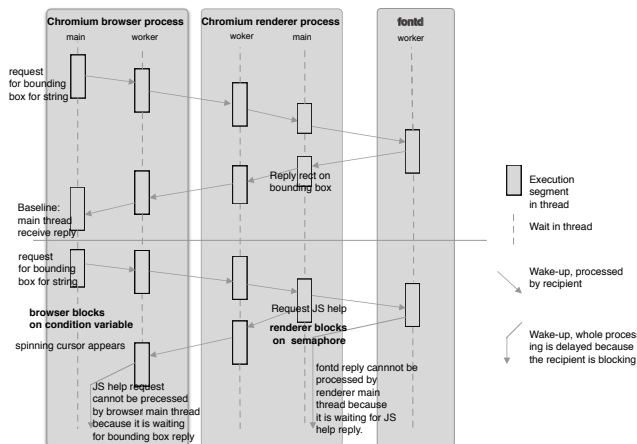 Chromium browser process
Chromium renderer process
fontd
main
worker
woker
main
worker
request
for bounding
box for string
Reply rect on
bounding box
Baseline:
main thread
receive reply
request
for bounding
box for string
Request JS help
browser blocks
on condition variable
renderer blocks
on semaphore
spinning cursor appears
JS help request
cannot be precessed
by browser main thread
because it is waiting
for bounding box reply
fontd reply cannnot be
processed by
renderer main
thread because
it is waiting for JS
help reply.
Execution
segment
in thread
Wait in thread
Wake-up, processed
by recipient
Wake-up, whole process-
ing is delayed because
the recipient is blocking